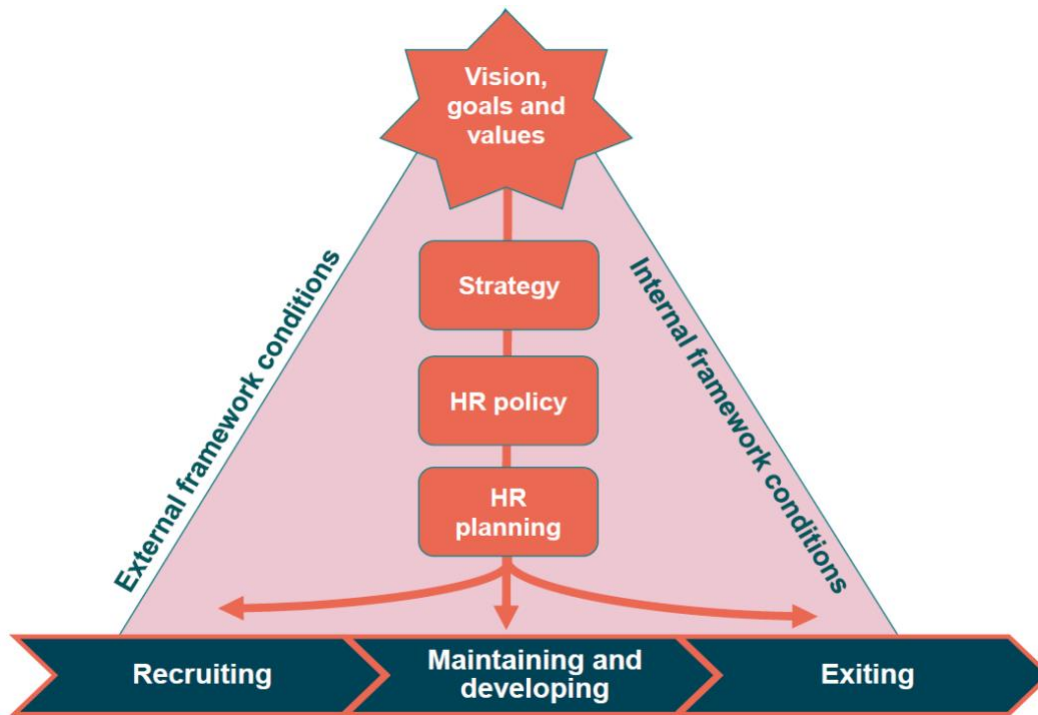 Vision,
goals and
values
External framework conditions
Internal framework conditions
Strategy
HR policy
HR
planning
Recruiting
Maintaining and
developing
Exiting